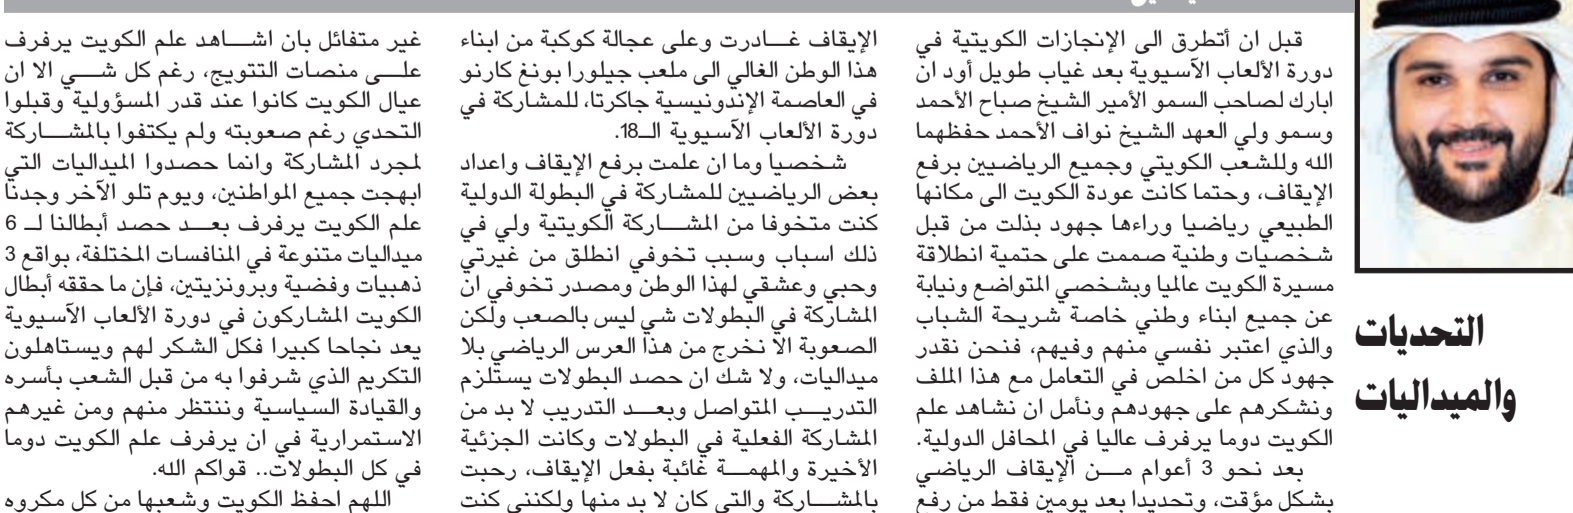 التحديات
والميداليات
قبل ان أتطرق الى الإنجازات الكويتية في
دورة الألعاب الآسيوية بعد غياب طويل أود ان
ابارك لصاحب السمو الأمير الشيخ صباح الأحمد
وسمو ولي العهد الشيخ نواف الأحمد حفظهما
الله وللشعب الكويتي وجميع الرياضيين برفع
الإيقاف، وحتما كانت عودة الكويت الى مكانها
الطبيعي رياضيا وراءها جهود بذلت من قبل
شخصيات وطنية صممت على حتمية انطلاقة
مسيرة الكويت عالميا وبشخصي المتواضع ونيابة
عن جميع ابناء وطني خاصة شريحة الشباب
والذي اعتبر نفسي منهم وفيهم، فنحن نقدر
جهود كل من اخلص في التعامل مع هذا الملف
ونشكرهم على جهودهم ونأمل ان نشاهد علم
الكويت دوما يرفرف عاليا في المحافل الدولية.
بعد نحو 3 أعوام من الإيقاف الرياضي
بشكل مؤقت، وتحديدا بعد يومين فقط من رفع
الإيقاف غادرت وعلى عجالة كوكبة من ابناء
هذا الوطن الغالي الى ملعب جيلورا بونغ كارنو
في العاصمة الإندونيسية جاكرتا، للمشاركة في
دورة الألعاب الآسيوية الـ18.
شخصيا وما ان علمت برفع الإيقاف واعداد
بعض الرياضيين للمشاركة في البطولة الدولية
كنت متخوفا من المشاركة الكويتية ولي في
ذلك اسباب وسبب تخوفي انطلق من غيرتي
وحبي وعشقي لهذا الوطن ومصدر تخوفي ان
المشاركة في البطولات شي ليس بالصعب ولكن
الصعوبة الا نخرج من هذا العرس الرياضي بلا
ميداليات، ولا شك ان حصد البطولات يستلزم
التدريب المتواصل وبعد التدريب لا بد من
المشاركة الفعلية في البطولات وكانت الجزئية
الأخيرة والمهمة غائبة بفعل الإيقاف، رحبت
بالمشاركة والتي كان لا بد منها ولكنني كنت
غير متفائل بان اشاهد علم الكويت يرفرف
على منصات التتويج، رغم كل شي الا ان
عيال الكويت كانوا عند قدر المسؤولية وقبلوا
التحدي رغم صعوبته ولم يكتفوا بالمشاركة
لمجرد المشاركة وانما حصدوا الميداليات التي
ابهجت جميع المواطنين، ويوم تلو الآخر وجدنا
علم الكويت يرفرف بعد حصد أبطالنا لـ 6
ميداليات متنوعة في المنافسات المختلفة، بواقع 3
ذهبيات وفضية وبرونزيتين، فإن ما حققه أبطال
الكويت المشاركون في دورة الألعاب الآسيوية
يعد نجاحا كبيرا فكل الشكر لهم ويستاهلون
التكريم الذي شرفوا به من قبل الشعب بأسره
والقيادة السياسية وننتظر منهم ومن غيرهم
الاستمرارية في ان يرفرف علم الكويت دوما
في كل البطولات.. قواكم الله.
اللهم احفظ الكويت وشعبها من كل مكروه